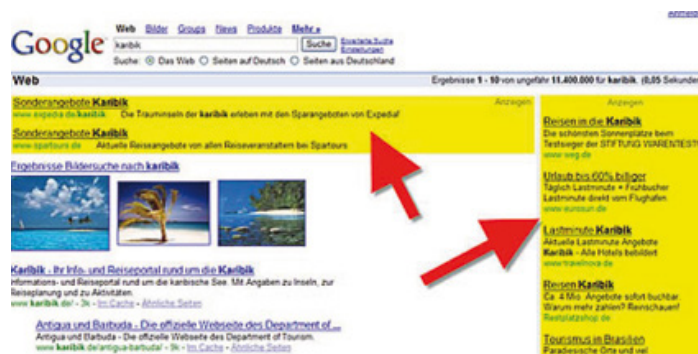 Google
Web Bilder Groups News Produkte Mehr »
karibik
Suche
Erweiterte Suche
Einstellungen
Suche: Das Web Seiten auf Deutsch Seiten aus Deutschland
Web
Ergebnisse 1 - 10 von ungefähr 11.400.000 für karibik. (0,05 Sekunden
Sonderangebote Karibik
Anzeigen
www.expedia.de/karibik Die Trauminseln der karibik erleben mit den Sparangeboten von Expedia!
Sonderangebote Karibik
www.spartours.de Aktuelle Reiseangebote von allen Reiseveranstaltern bei Spartours
Ergebnisse Bildersuche nach karibik
Karibik - Ihr Info- und Reiseportal rund um die Karibik
Informations- und Reiseportal rund um die karibische See. Mit Angaben zu Inseln, zur
Reiseplanung und zu Aktivitäten.
www.karibik.de/ - 3k - Im Cache - Ähnliche Seiten
Antigua and Barbuda - Die offizielle Webseite des Department of ...
Antigua and Barbuda - Die offizielle Webseite des Department of Tourism.
www.karibik.de/antigua-barbuda/ - 9k - Im Cache - Ähnliche Seiten
Anzeigen
Reisen in die Karibik
Die schönsten Sonnenplätze beim
Testsieger der STIFTUNG WARENTEST!
www.weg.de
Urlaub bis 60% billiger
Täglich Lastminute + Frühbucher
Lastminute direkt vom Flughafen
www.eurosun.de
Lastminute Karibik
Aktuelle Lastminute Angebote
Karibik - Alle Hotels bebildert
www.travelnova.de
Reisen Karibik
Ca. 4 Mio. Angebote sofort buchbar.
Warum mehr zahlen? Reinschauen!
Restplatzshop.de
Tourismus in Brasilien
Paradiesische Orte und viel